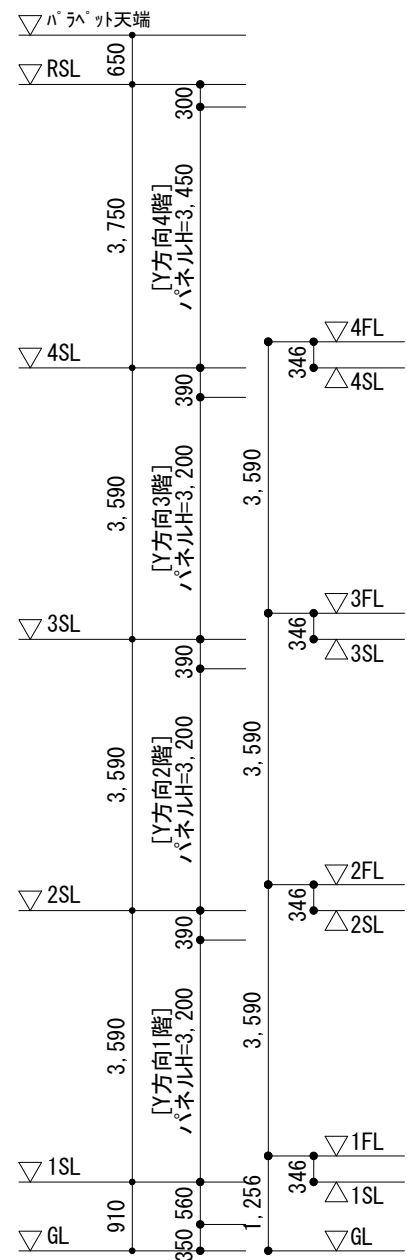 ▽ パラペット天端
650
▽ RSL
300
3,750
[Y方向4階]
パネルH=3,450
▽ 4FL
346
▽ 4SL
△ 4SL
390
3,590
[Y方向3階]
パネルH=3,200
3,590
▽ 3FL
346
▽ 3SL
△ 3SL
390
3,590
[Y方向2階]
パネルH=3,200
3,590
▽ 2FL
346
▽ 2SL
△ 2SL
390
3,590
[Y方向1階]
パネルH=3,200
3,590
▽ 1FL
346
▽ 1SL
△ 1SL
910
560
350
1,256
▽ GL
▽ GL